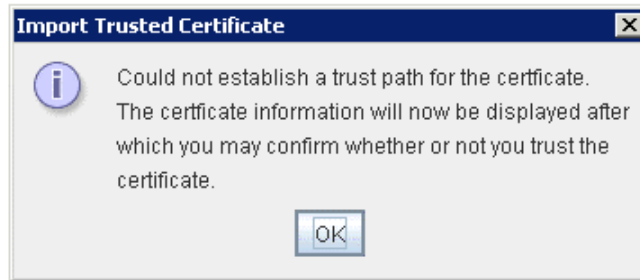 Import Trusted Certificate
Could not establish a trust path for the certficate.
The certficate information will now be displayed after
which you may confirm whether or not you trust the
certificate.
OK